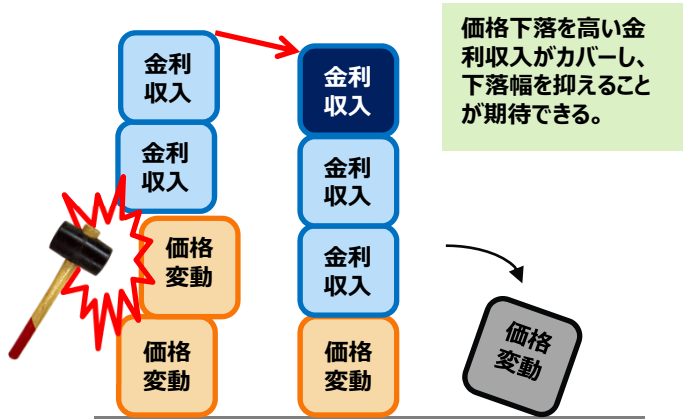 金利
収入
金利
収入
価格
変動
価格
変動
金利
収入
金利
収入
金利
収入
価格
変動
価格
変動
価格下落を高い金
利収入がカバーし、
下落幅を抑えること
が期待できる。